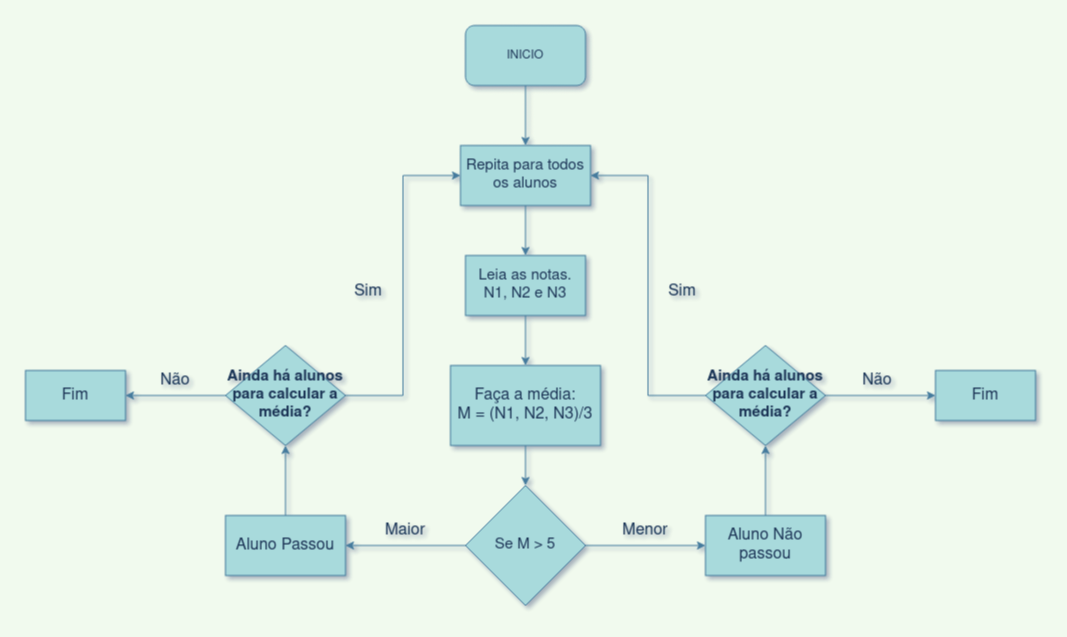 INICIO
Repita para todos
os alunos
Leia as notas.
N1, N2 e N3
Sim
Sim
Fim
Não
Ainda há alunos
para calcular a
média?
Faça a média:
M = (N1, N2, N3)/3
Ainda há alunos
para calcular a
média?
Não
Fim
Aluno Passou
Maior
Se M > 5
Menor
Aluno Não
passou